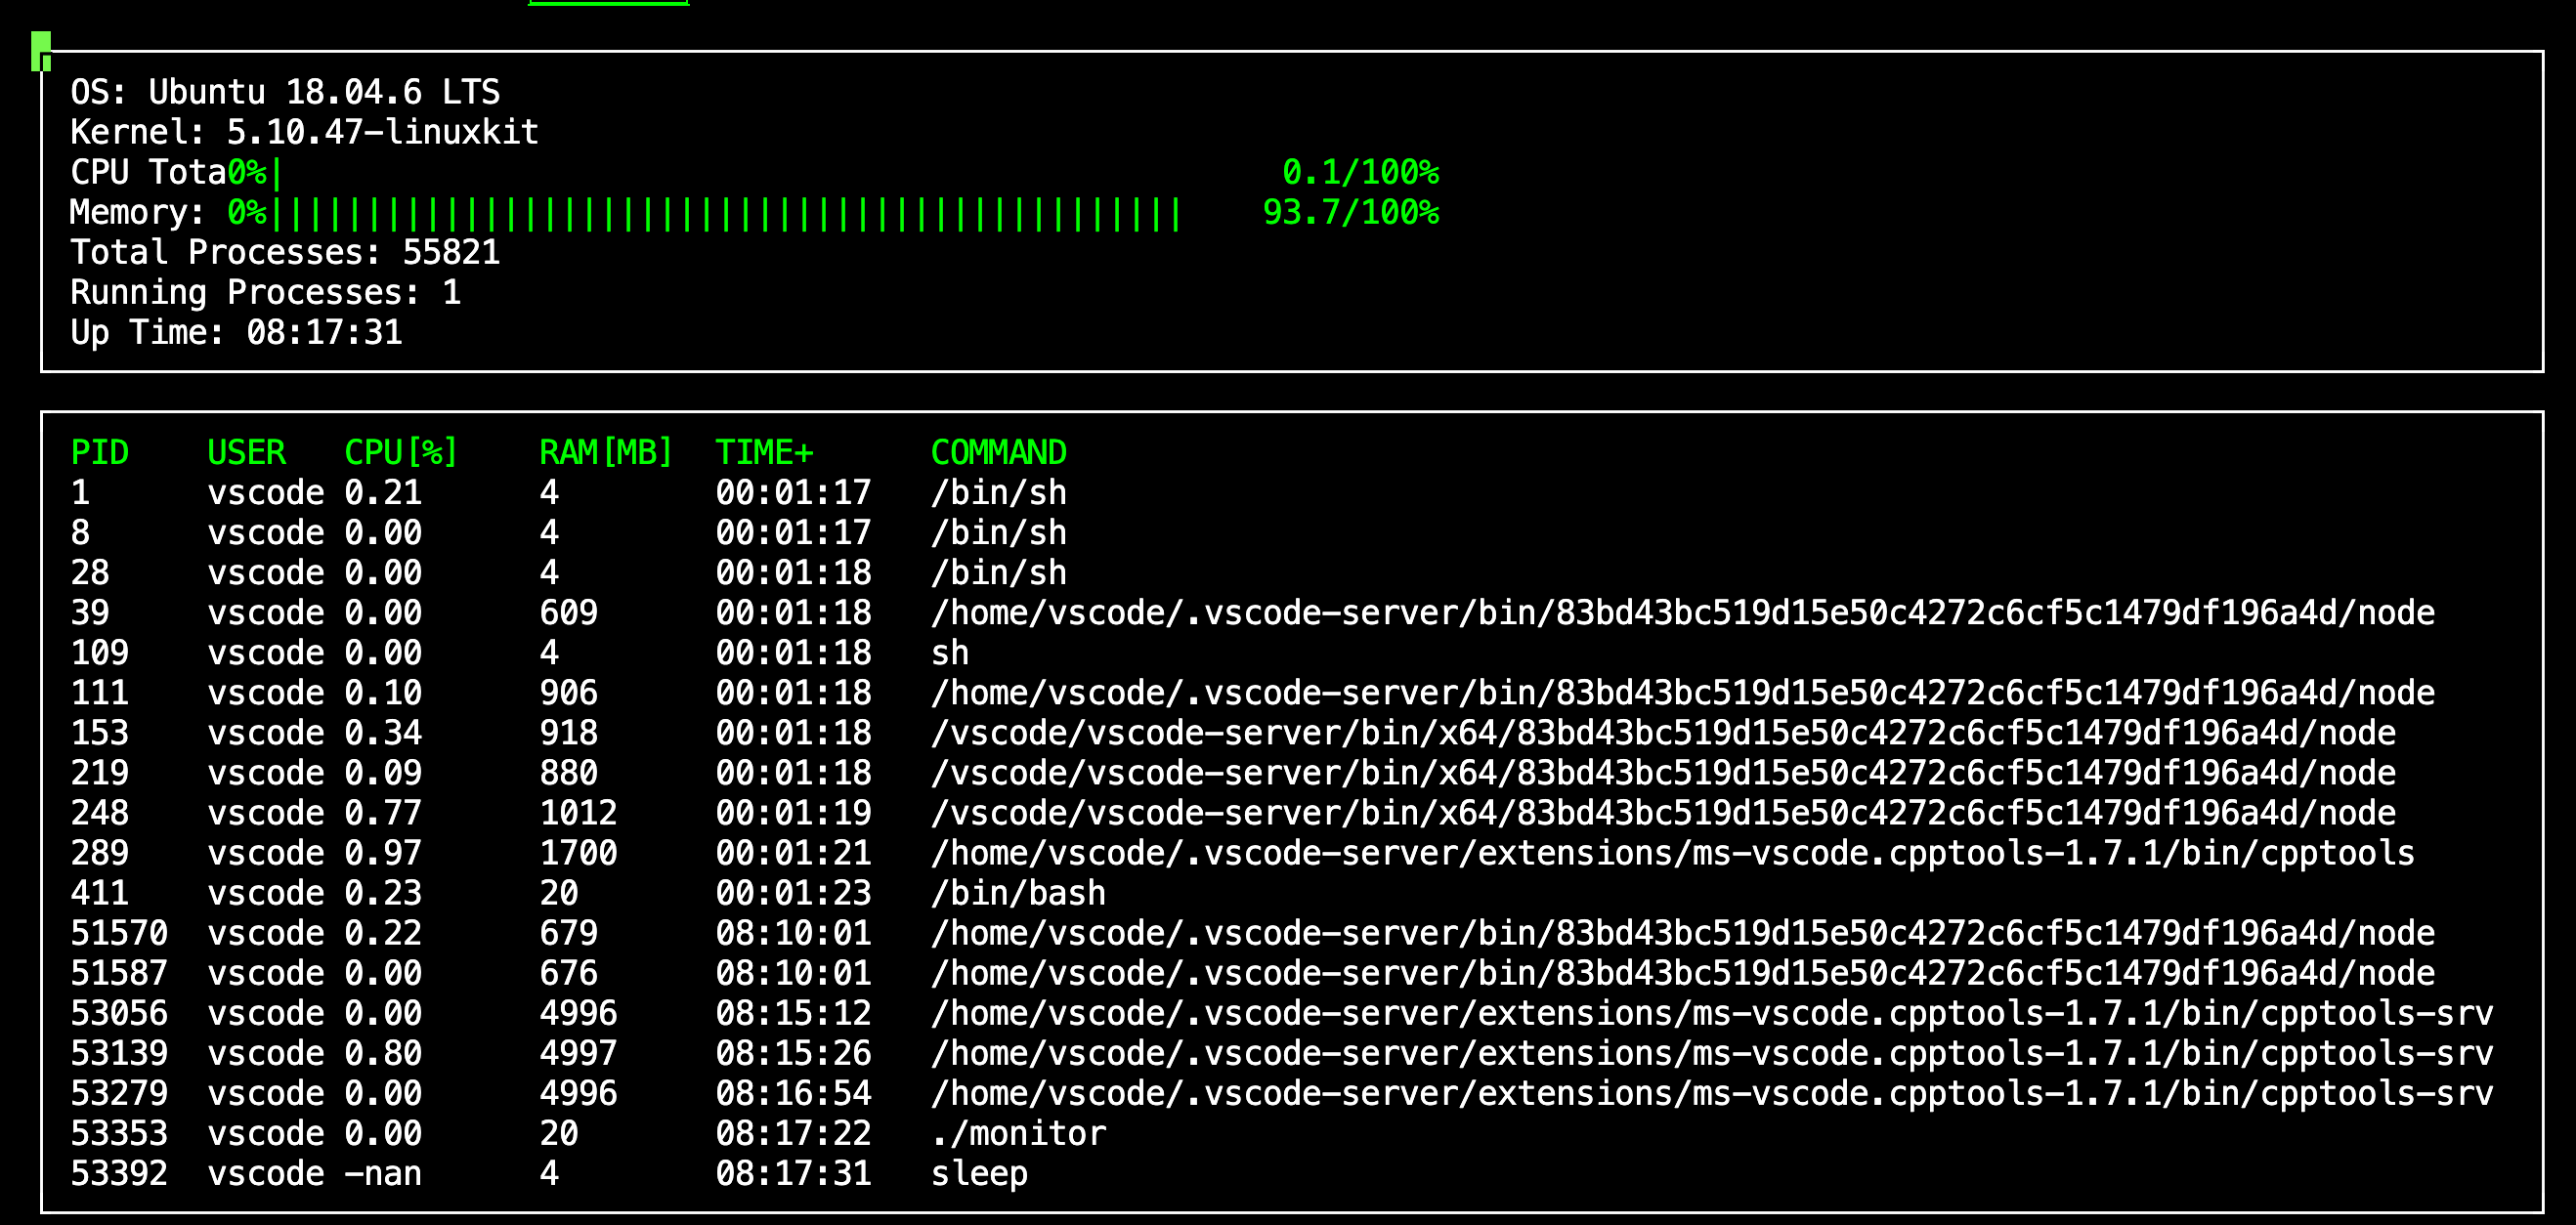 OS: Ubuntu 18.04.6 LTS
Kernel: 5.10.47-linuxkit
CPU Tota0%| 0.1/100%
Memory: 0%||||||||||||||||||||||||||||||||||||||||||||||| 93.7/100%
Total Processes: 55821
Running Processes: 1
Up Time: 08:17:31
PID USER CPU[%] RAM[MB] TIME+ COMMAND
1 vscode 0.21 4 00:01:17 /bin/sh
8 vscode 0.00 4 00:01:17 /bin/sh
28 vscode 0.00 4 00:01:18 /bin/sh
39 vscode 0.00 609 00:01:18 /home/vscode/.vscode-server/bin/83bd43bc519d15e50c4272c6cf5c1479df196a4d/node
109 vscode 0.00 4 00:01:18 sh
111 vscode 0.10 906 00:01:18 /home/vscode/.vscode-server/bin/83bd43bc519d15e50c4272c6cf5c1479df196a4d/node
153 vscode 0.34 918 00:01:18 /vscode/vscode-server/bin/x64/83bd43bc519d15e50c4272c6cf5c1479df196a4d/node
219 vscode 0.09 880 00:01:18 /vscode/vscode-server/bin/x64/83bd43bc519d15e50c4272c6cf5c1479df196a4d/node
248 vscode 0.77 1012 00:01:19 /vscode/vscode-server/bin/x64/83bd43bc519d15e50c4272c6cf5c1479df196a4d/node
289 vscode 0.97 1700 00:01:21 /home/vscode/.vscode-server/extensions/ms-vscode.cpptools-1.7.1/bin/cpptools
411 vscode 0.23 20 00:01:23 /bin/bash
51570 vscode 0.22 679 08:10:01 /home/vscode/.vscode-server/bin/83bd43bc519d15e50c4272c6cf5c1479df196a4d/node
51587 vscode 0.00 676 08:10:01 /home/vscode/.vscode-server/bin/83bd43bc519d15e50c4272c6cf5c1479df196a4d/node
53056 vscode 0.00 4996 08:15:12 /home/vscode/.vscode-server/extensions/ms-vscode.cpptools-1.7.1/bin/cpptools-srv
53139 vscode 0.80 4997 08:15:26 /home/vscode/.vscode-server/extensions/ms-vscode.cpptools-1.7.1/bin/cpptools-srv
53279 vscode 0.00 4996 08:16:54 /home/vscode/.vscode-server/extensions/ms-vscode.cpptools-1.7.1/bin/cpptools-srv
53353 vscode 0.00 20 08:17:22 ./monitor
53392 vscode -nan 4 08:17:31 sleep